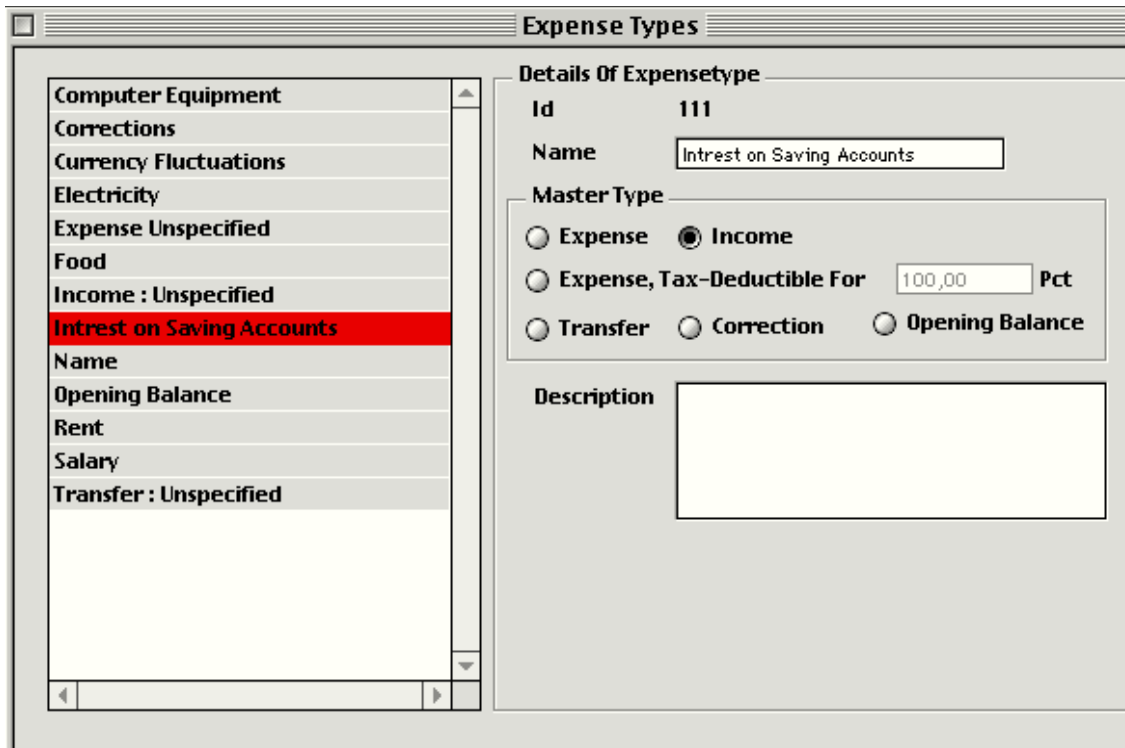 Expense Types
Computer Equipment
Corrections
Currency Fluctuations
Electricity
Expense Unspecified
Food
Income : Unspecified
Intrest on Saving Accounts
Name
Opening Balance
Rent
Salary
Transfer : Unspecified
Details Of Expensetype
Id 111
Name Intrest on Saving Accounts
Master Type
Expense Income
Expense, Tax-Deductible For 100,00 Pct
Transfer Correction Opening Balance
Description